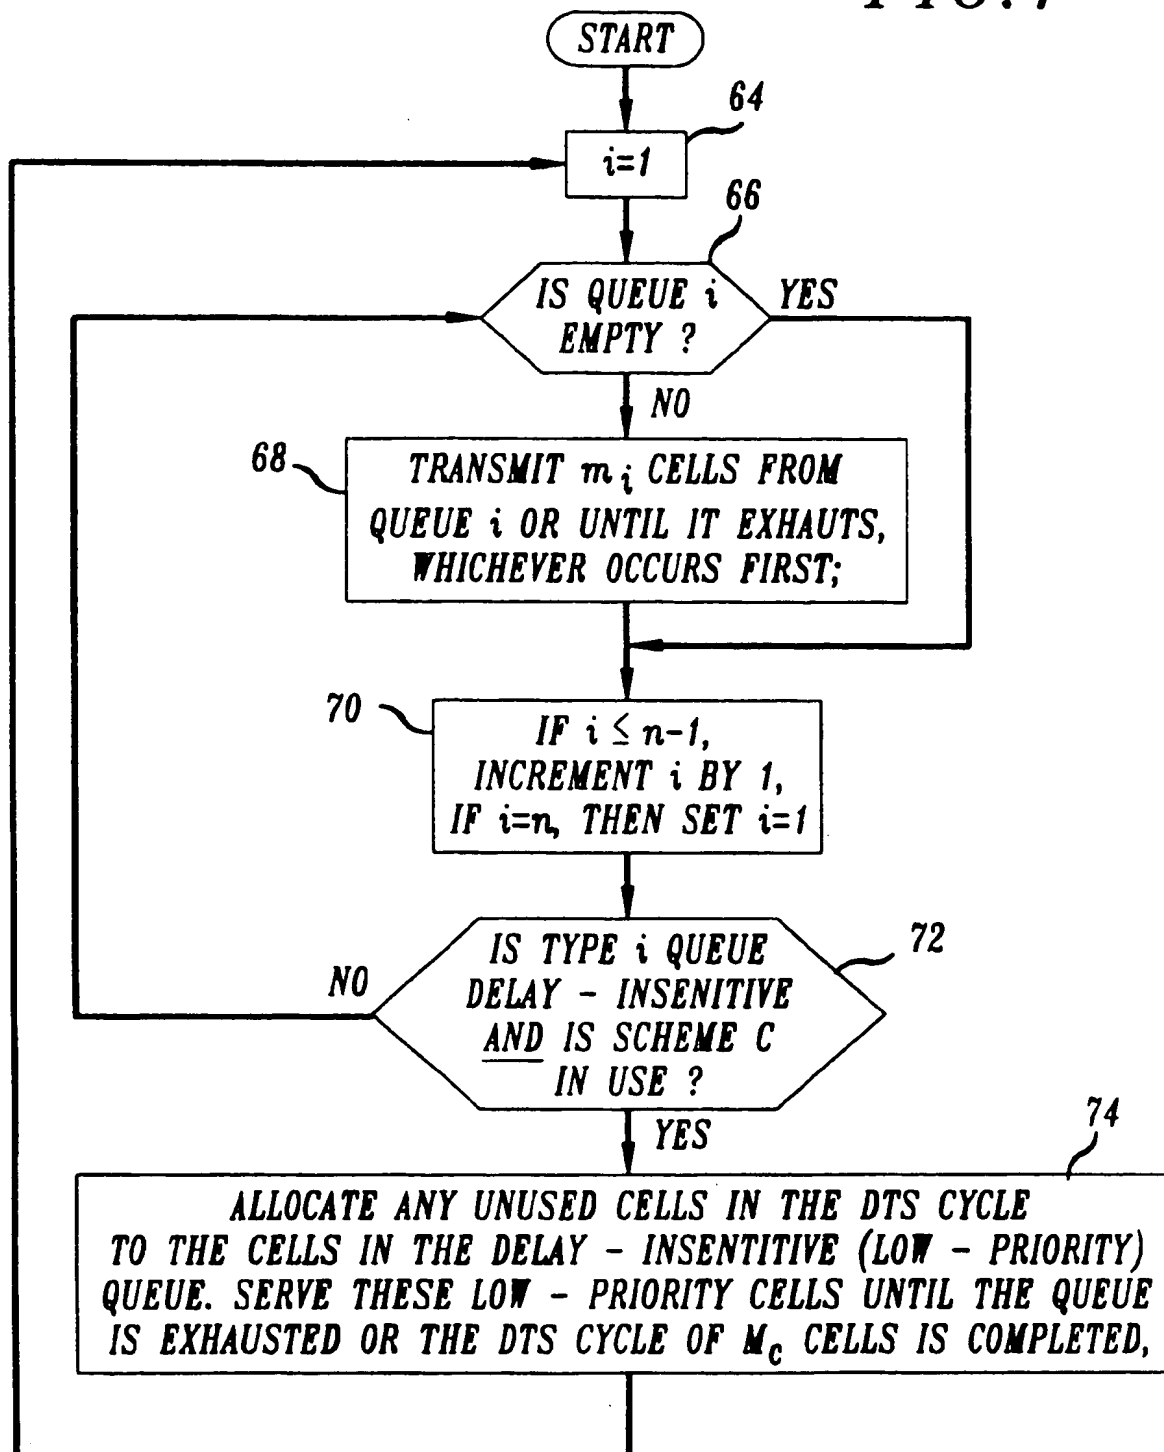 FIG. 7
START
64
i=1
66
IS QUEUE i
EMPTY ?
YES
NO
68
TRANSMIT mi CELLS FROM
QUEUE i OR UNTIL IT EXHAUTS,
WHICHEVER OCCURS FIRST;
70
IF i ≤ n-1,
INCREMENT i BY 1,
IF i=n, THEN SET i=1
72
IS TYPE i QUEUE
DELAY - INSENITIVE
AND IS SCHEME C
IN USE ?
NO
YES
74
ALLOCATE ANY UNUSED CELLS IN THE DTS CYCLE
TO THE CELLS IN THE DELAY - INSENTITIVE (LOW - PRIORITY)
QUEUE. SERVE THESE LOW - PRIORITY CELLS UNTIL THE QUEUE
IS EXHAUSTED OR THE DTS CYCLE OF Mc CELLS IS COMPLETED,